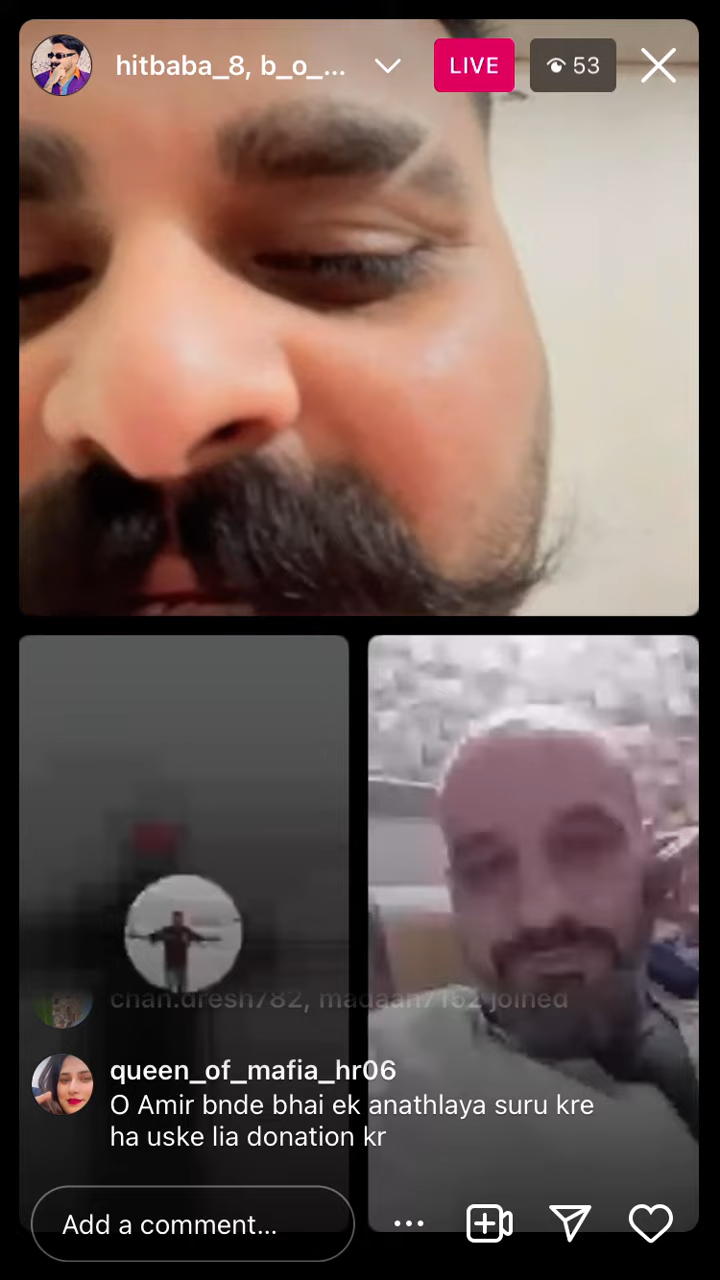 hitbaba_8, b_o_...
LIVE
53
chan.dresh782, madaan7152 joined
queen_of_mafia_hr06
O Amir bnde bhai ek anathlaya suru kre
ha uske lia donation kr
Add a comment...